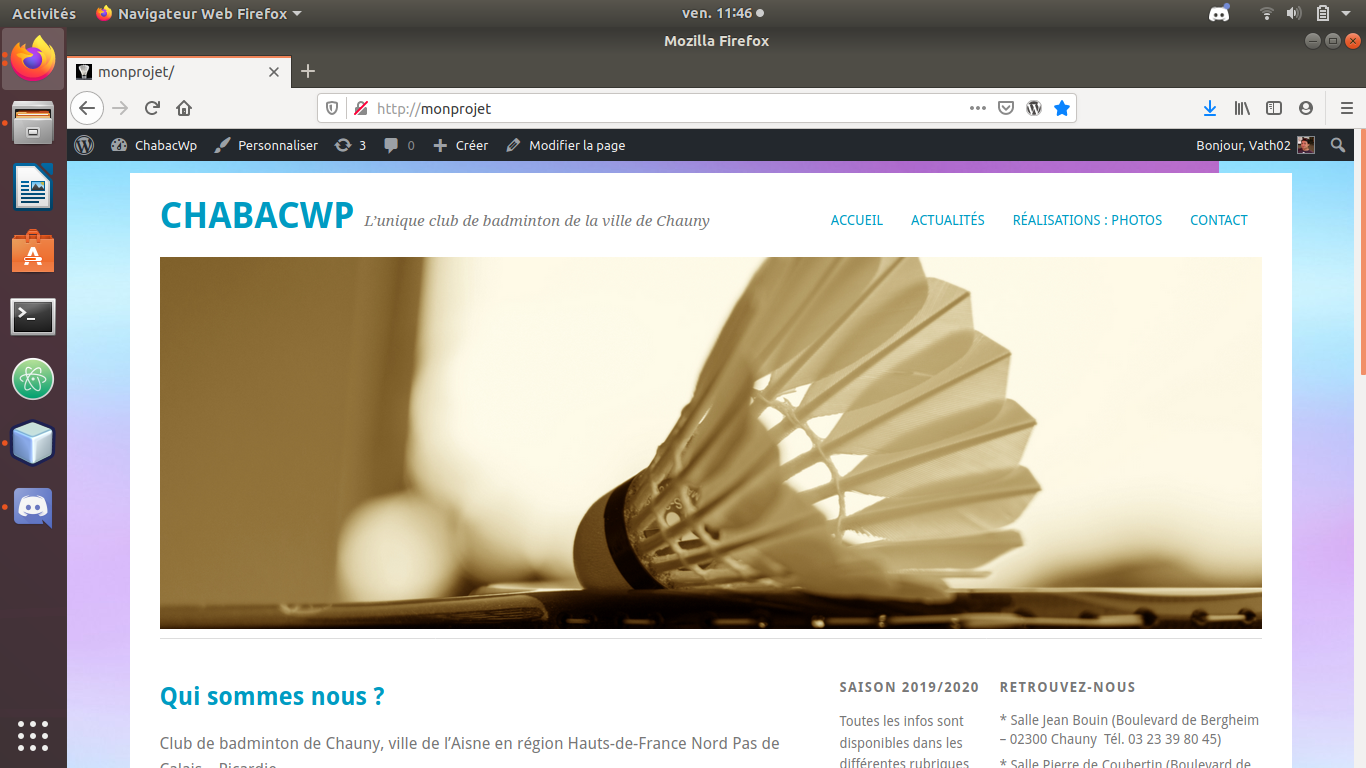 Activités Navigateur Web Firefox ven. 11:46
Mozilla Firefox
monprojet/
http://monprojet
ChabacWp Personnaliser 3 0 Créer Modifier la page Bonjour, Vath02
CHABACWP L’unique club de badminton de la ville de Chauny ACCUEIL ACTUALITÉS RÉALISATIONS : PHOTOS CONTACT
Qui sommes nous ?
Club de badminton de Chauny, ville de l’Aisne en région Hauts-de-France Nord Pas de
Calais – Picardie
SAISON 2019/2020
Toutes les infos sont
disponibles dans les
différentes rubriques
RETROUVEZ-NOUS
* Salle Jean Bouin (Boulevard de Bergheim
– 02300 Chauny Tél. 03 23 39 80 45)
* Salle Pierre de Coubertin (Boulevard de